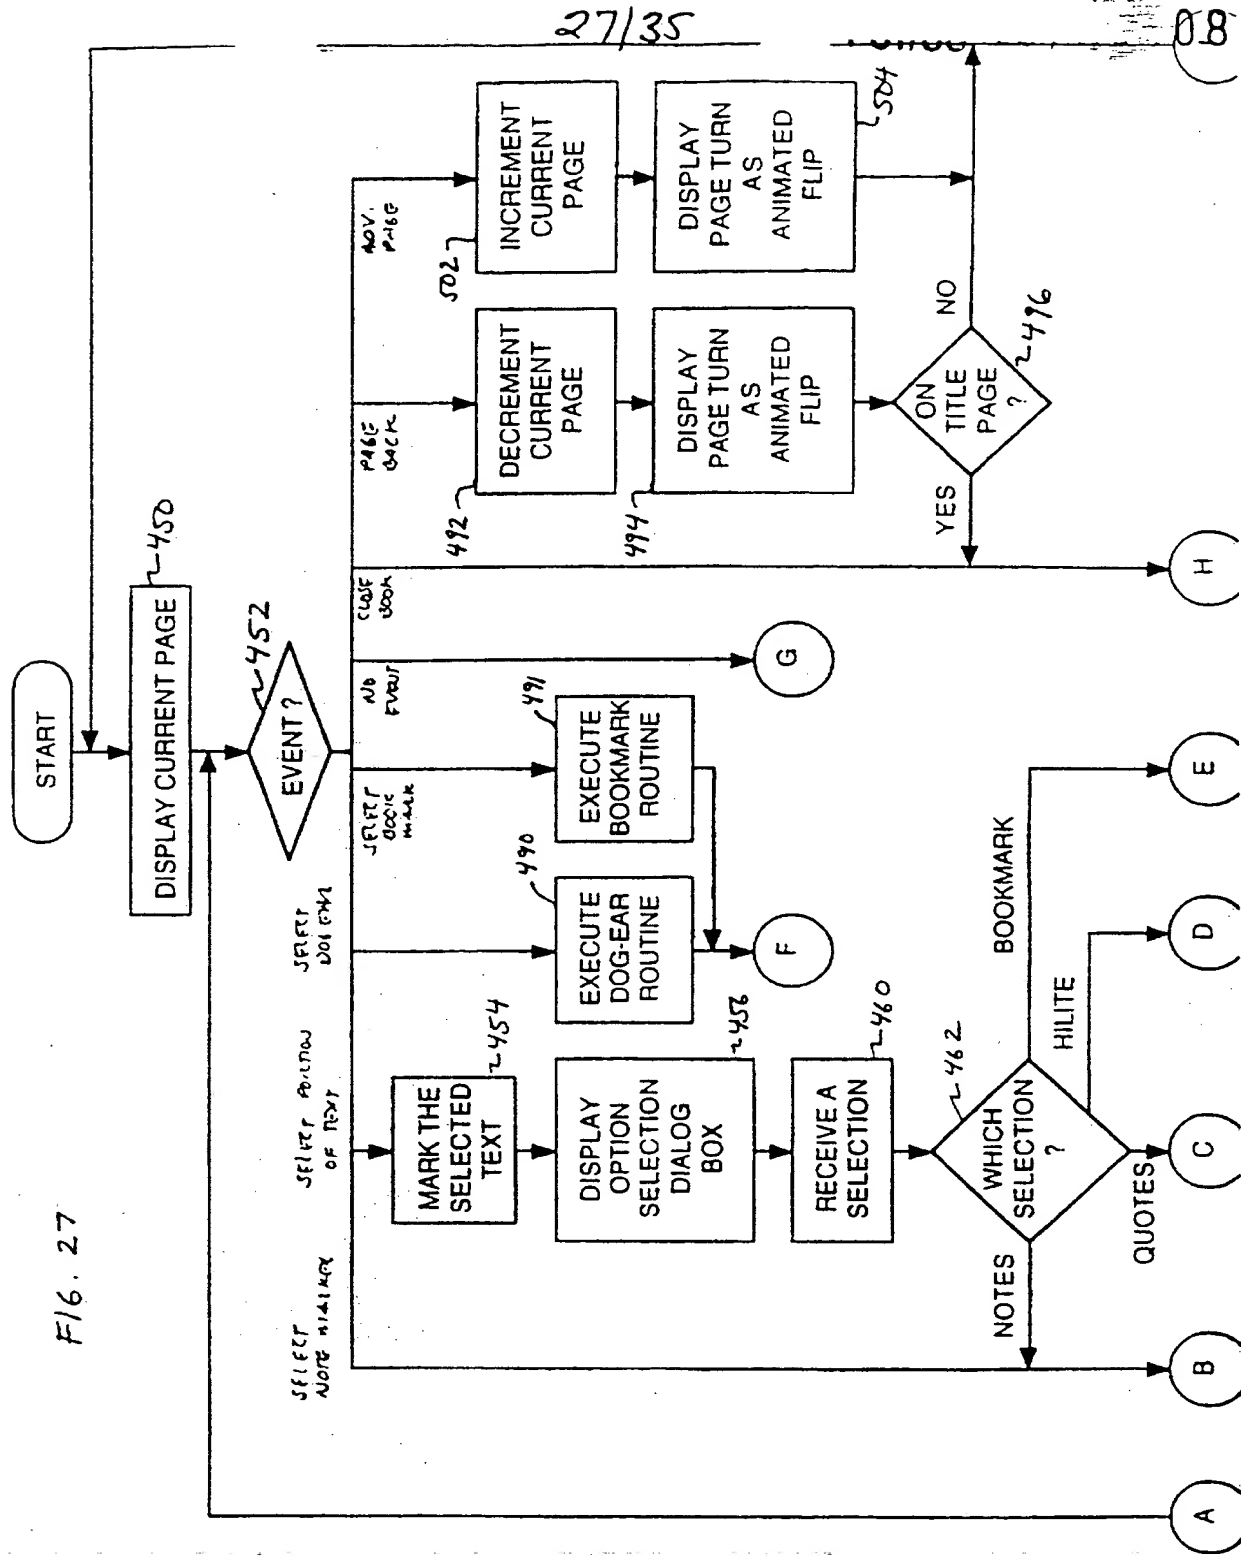 27/35
08
FIG. 27
START
DISPLAY CURRENT PAGE
450
EVENT?
452
SELECT
NOTE MARKER
SELECT PORTION
OF TEXT
SELECT
DOG EAR
SELECT
BOOK
MARK
NO
EVENT
CLOSE
BOOK
PAGE
BACK
ADV.
PAGE
MARK THE
SELECTED
TEXT
454
DISPLAY
OPTION
SELECTION
DIALOG
BOX
456
RECEIVE A
SELECTION
460
WHICH
SELECTION
?
462
NOTES
QUOTES
HILITE
BOOKMARK
EXECUTE
DOG-EAR
ROUTINE
490
EXECUTE
BOOKMARK
ROUTINE
491
DECREMENT
CURRENT
PAGE
492
DISPLAY
PAGE TURN
AS
ANIMATED
FLIP
494
ON
TITLE
PAGE
?
496
YES
NO
INCREMENT
CURRENT
PAGE
502
DISPLAY
PAGE TURN
AS
ANIMATED
FLIP
504
F
G
A
B
C
D
E
H